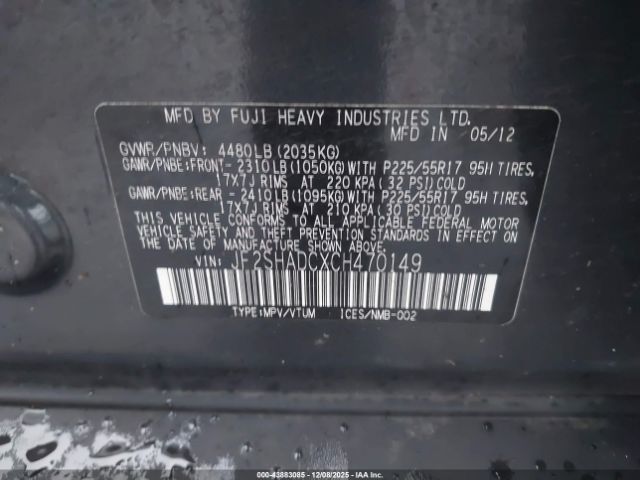 MFD BY FUJI HEAVY INDUSTRIES LTD.
MFD IN 05/12
GVWR/PNBV: 4480LB (2035KG)
GAWR/PNBE:FRONT- 2310LB (1050KG) WITH P225/55R17 95H TIRES,
17X7J RIMS AT 220 KPA (32 PSI) COLD
GAWR/PNBE:REAR - 2410LB (1095KG) WITH P225/55R17 95H TIRES,
17X7J RIMS AT 210 KPA (30 PSI) COLD
THIS VEHICLE CONFORMS TO ALL APPLICABLE FEDERAL MOTOR
VEHICLE SAFETY AND THEFT PREVENTION STANDARDS IN EFFECT
ON THE DATE OF MANUFACTURE SHOWN ABOVE.
VIN: JF2SHADCXCH470149
TYPE:MPV/VTUM ICES/NMB-002
000-43883085 - 12/08/2025 - IAAI.COM